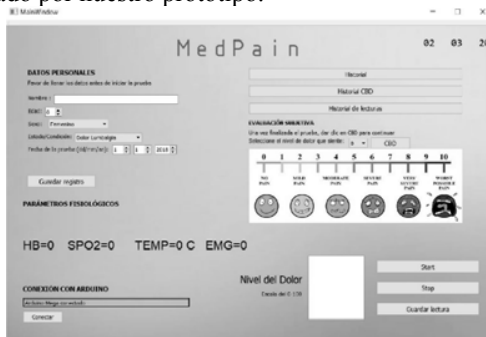 ado por nuestro prototipo.
MainWindow
MedPain
02 03 20
DATOS PERSONALES
Favor de llenar los datos antes de iniciar la prueba
Nombre:
Edad:
Sexo: Femenino
Estado/Condición: Dolor Lumbalgia
Fecha de la prueba (dd/mm/aa): 1 1 2018
Guardar registro
PARÁMETROS FISIOLÓGICOS
HB=0 SPO2=0 TEMP=0 C EMG=0
CONEXIÓN CON ARDUINO
Arduino Mega conectado
Conectar
Historial
Historial CBD
Historial de lecturas
EVALUACIÓN SUBJETIVA
Una vez finalizada el prueba, dar clic en CBD para continuar
Seleccione el nivel de dolor que siente: CBD
0 1 2 3 4 5 6 7 8 9 10
NO PAIN MILD PAIN MODERATE PAIN SEVERE PAIN VERY SEVERE PAIN WORST POSSIBLE PAIN
Nivel del Dolor
Escala del 0
Start
Stop
Guardar lectura